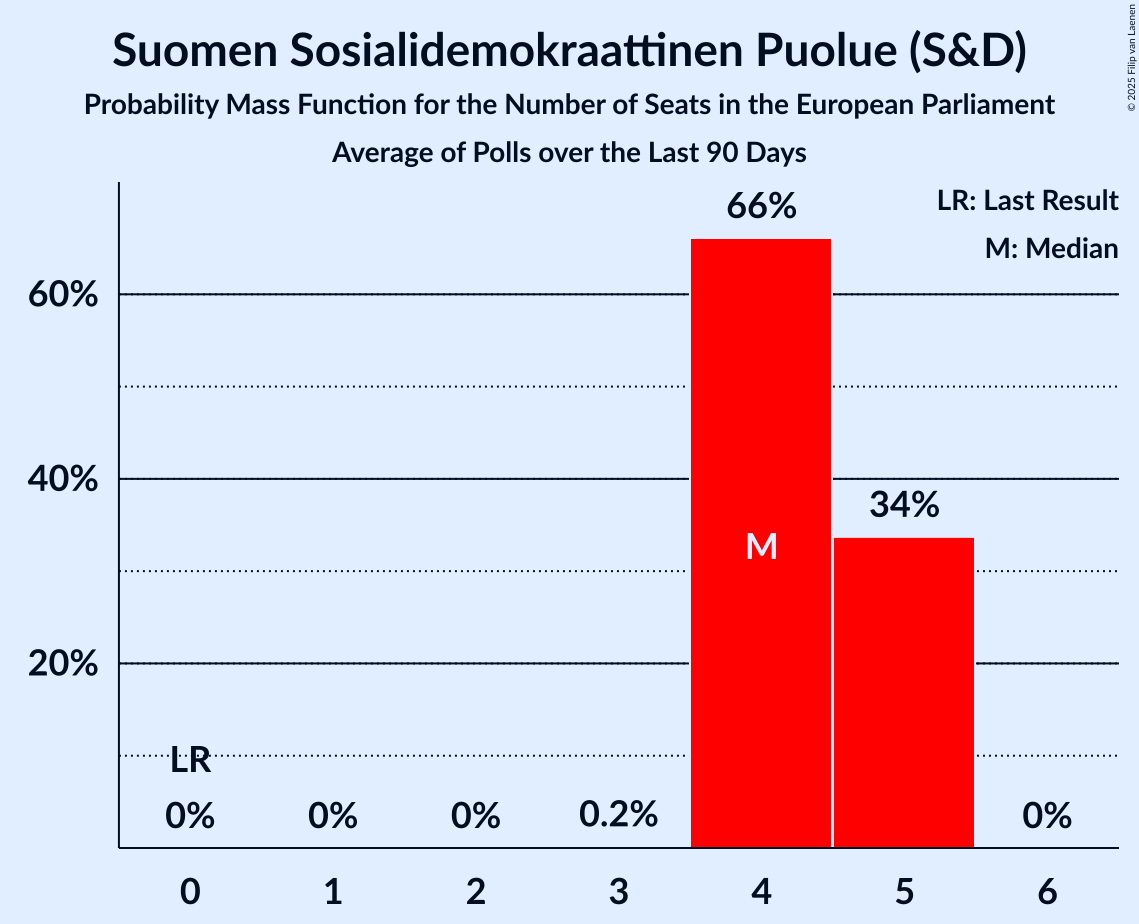 Suomen Sosialidemokraattinen Puolue (S&D)
Probability Mass Function for the Number of Seats in the European Parliament
Average of Polls over the Last 90 Days
© 2025 Filip van Laenen
LR: Last Result
M: Median
66%
60%
40%
34%
M
20%
LR
0% 0% 0% 0.2% 0%
0 1 2 3 4 5 6